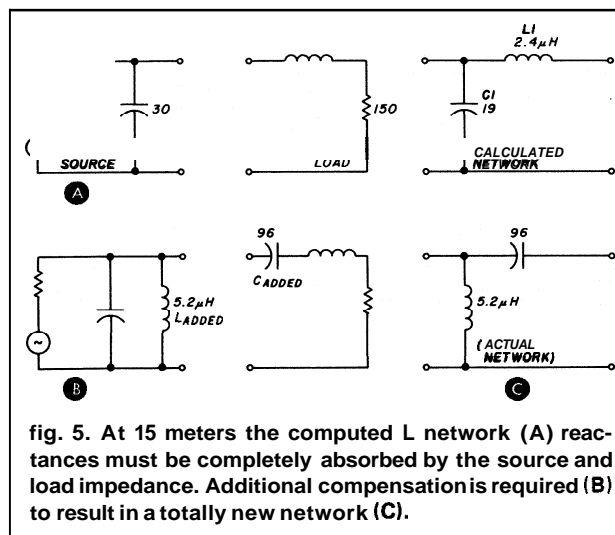 L1
2.4μH
30
150
C1
19
SOURCE
LOAD
CALCULATED
NETWORK
A
96
C ADDED
96
5.2μH
L ADDED
5.2μH
(ACTUAL
NETWORK)
B
C
fig. 5. At 15 meters the computed L network (A) reac-
tances must be completely absorbed by the source and
load impedance. Additional compensation is required (B)
to result in a totally new network (C).